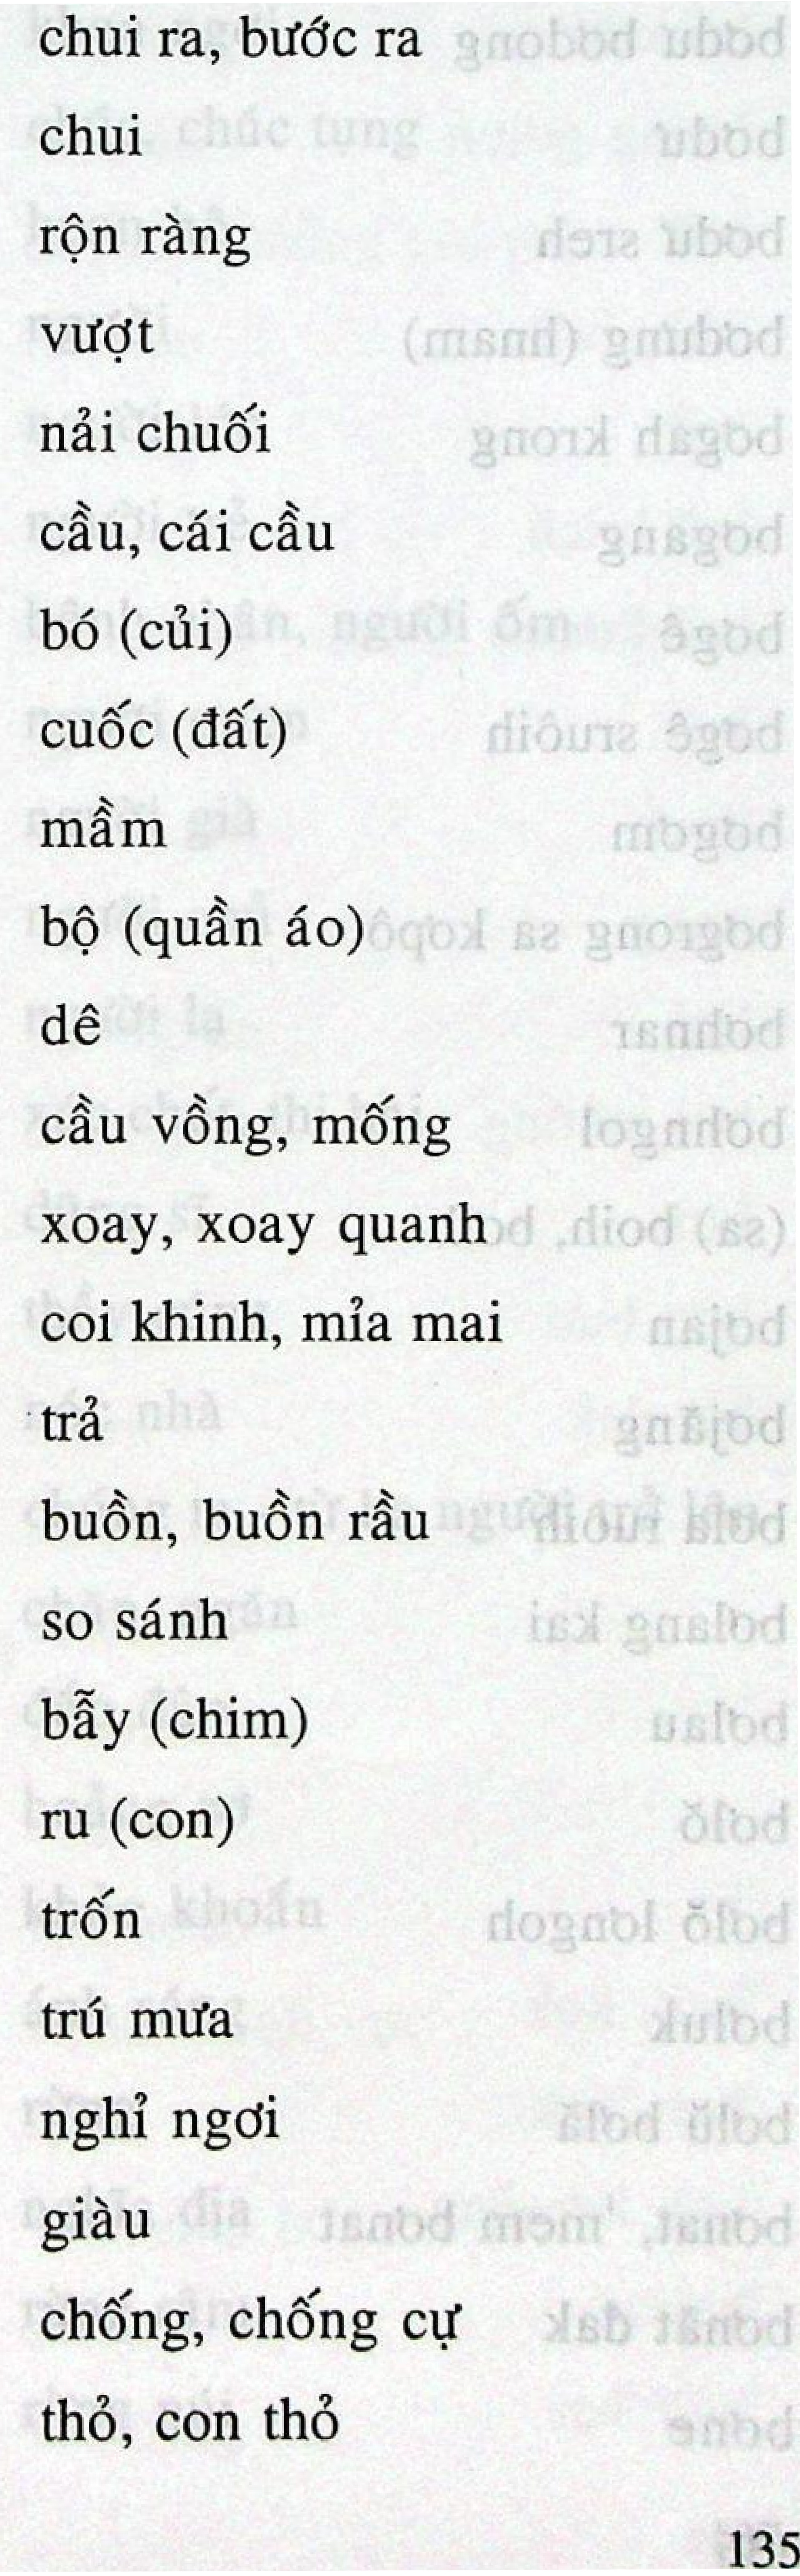 chui ra, bước ra
chui
rộn ràng
vượt
nải chuối
cầu, cái cầu
bó (củi)
cuốc (đất)
mầm
bộ (quần áo)
dê
cầu vồng, mống
xoay, xoay quanh
coi khinh, mỉa mai
trả
buồn, buồn rầu
so sánh
bẫy (chim)
ru (con)
trốn
trú mưa
nghỉ ngơi
giàu
chống, chống cự
thỏ, con thỏ
135